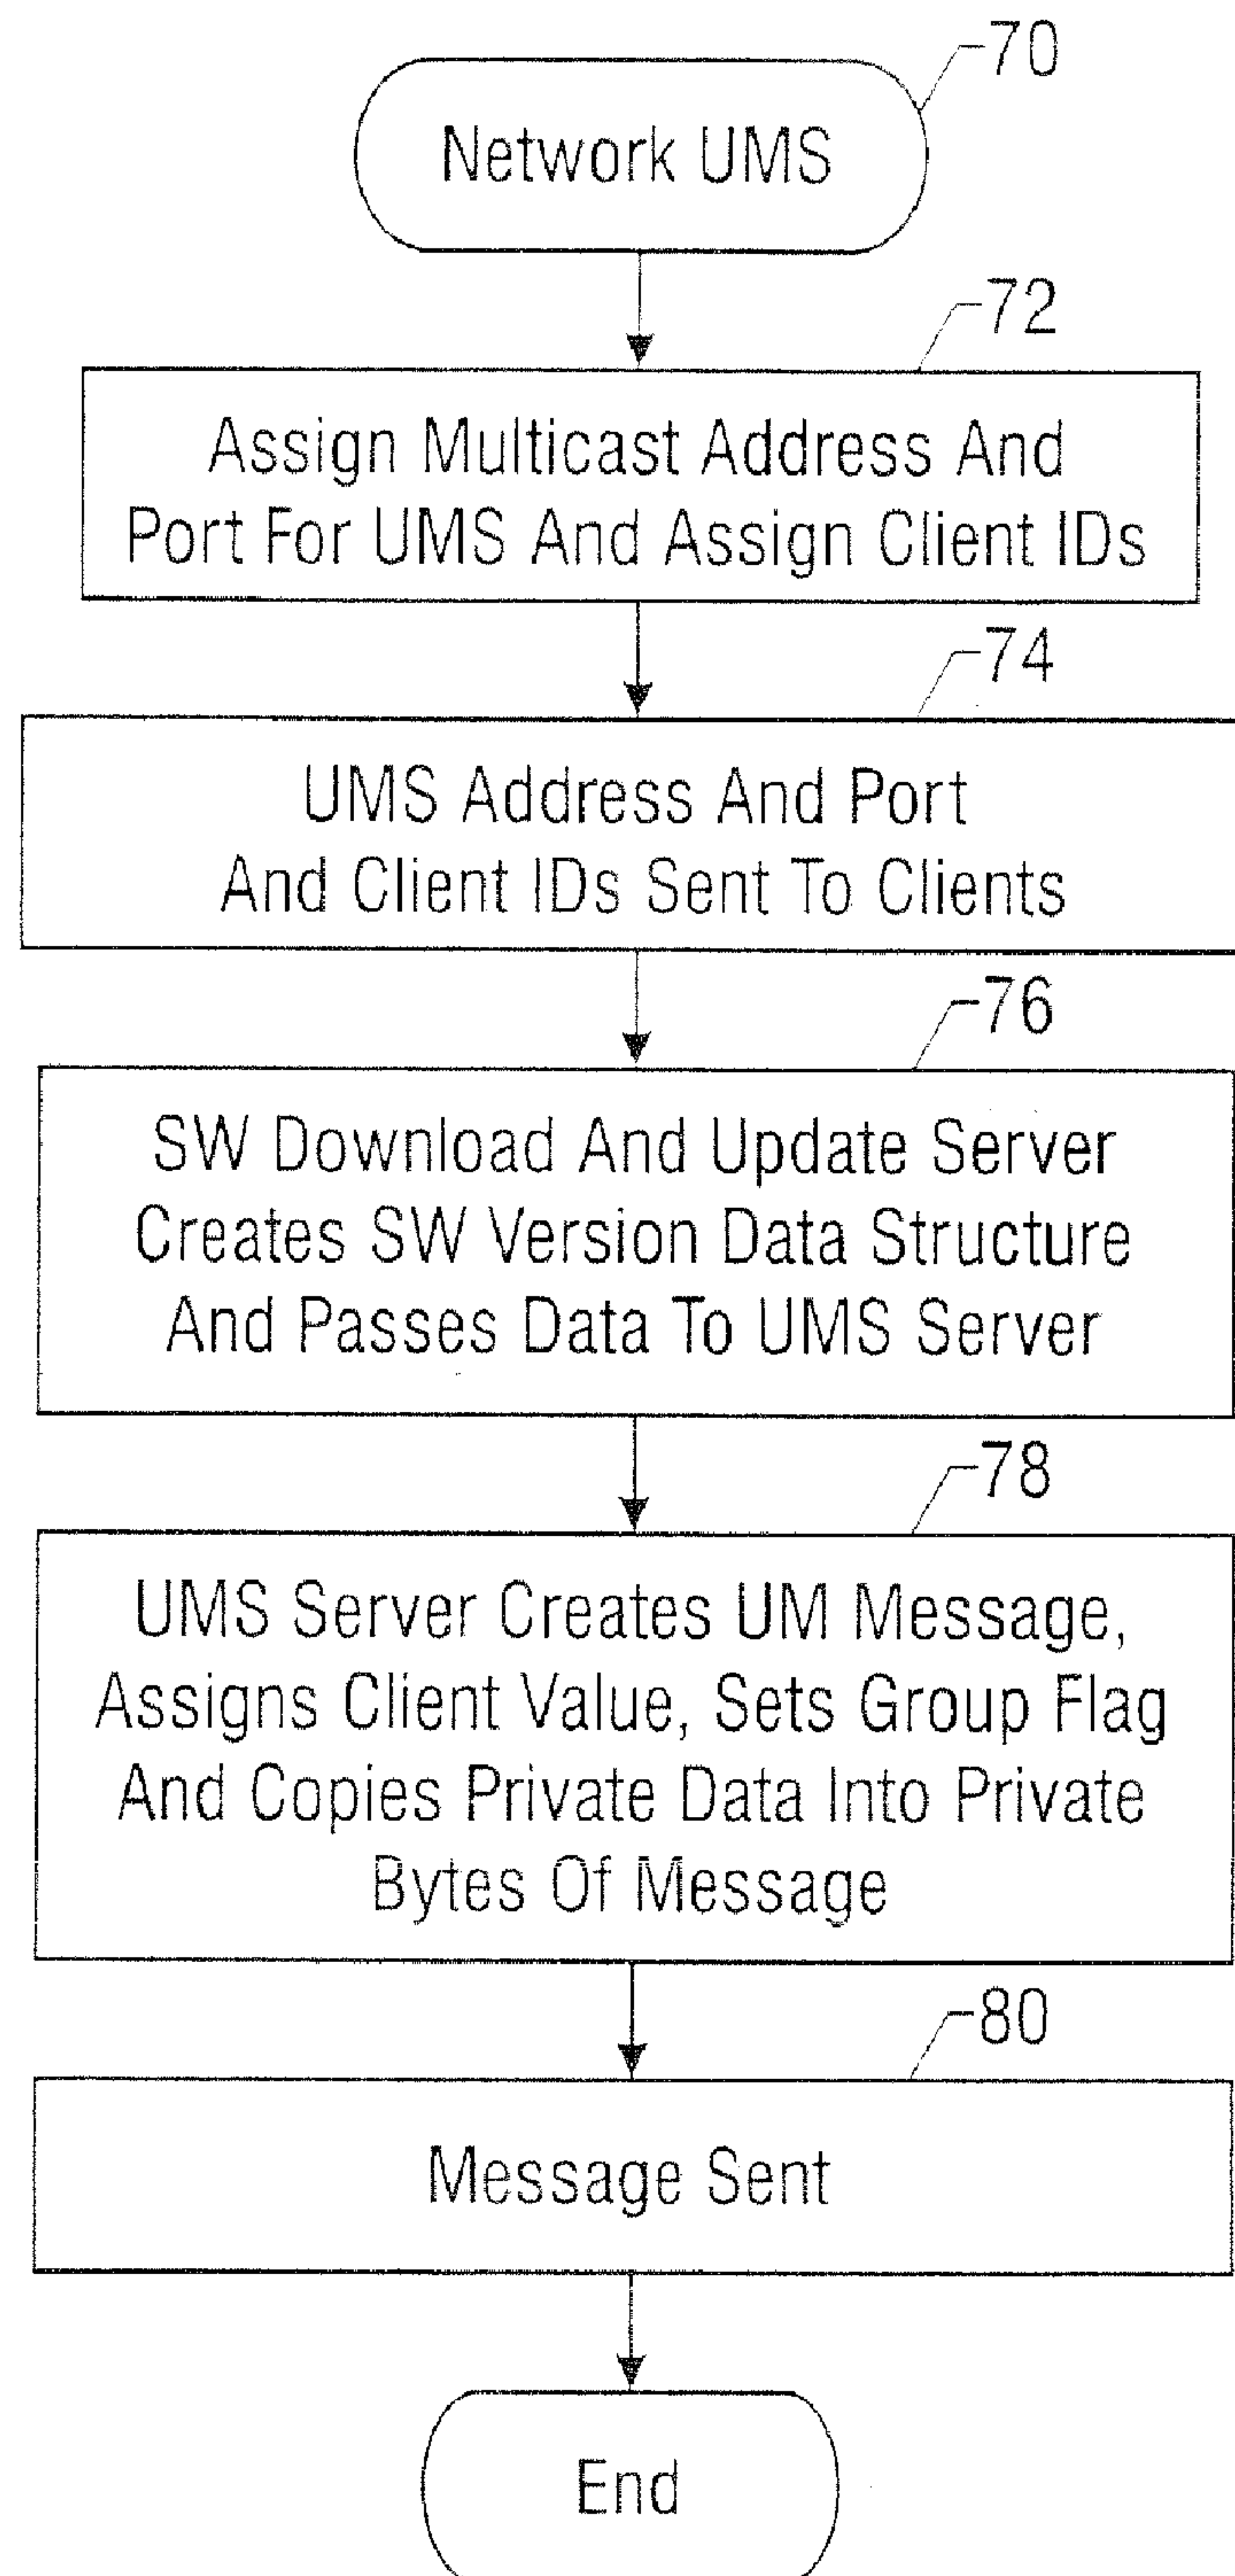 70
Network UMS
72
Assign Multicast Address And
Port For UMS And Assign Client IDs
74
UMS Address And Port
And Client IDs Sent To Clients
76
SW Download And Update Server
Creates SW Version Data Structure
And Passes Data To UMS Server
78
UMS Server Creates UM Message,
Assigns Client Value, Sets Group Flag
And Copies Private Data Into Private
Bytes Of Message
80
Message Sent
End